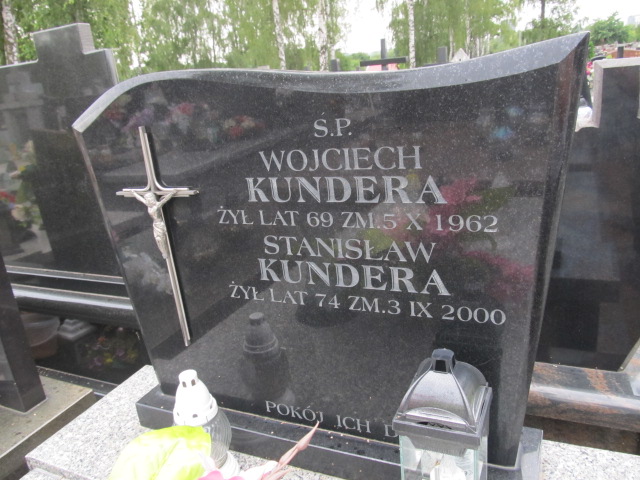 Ś.P.
WOJCIECH
KUNDERA
ŻYŁ LAT 69 ZM.5 X 1962
STANISŁAW
KUNDERA
ŻYŁ LAT 74 ZM.3 IX 2000
POKÓJ ICH